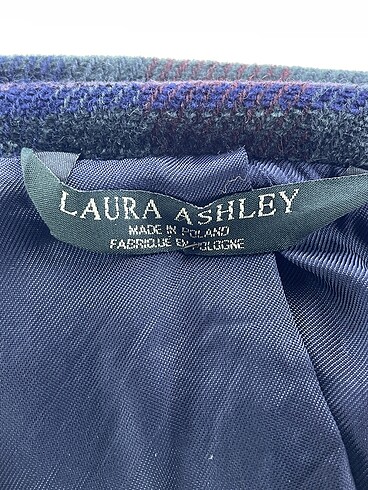 LAURA ASHLEY
MADE IN POLAND
FABRIQUE EN POLOGNE